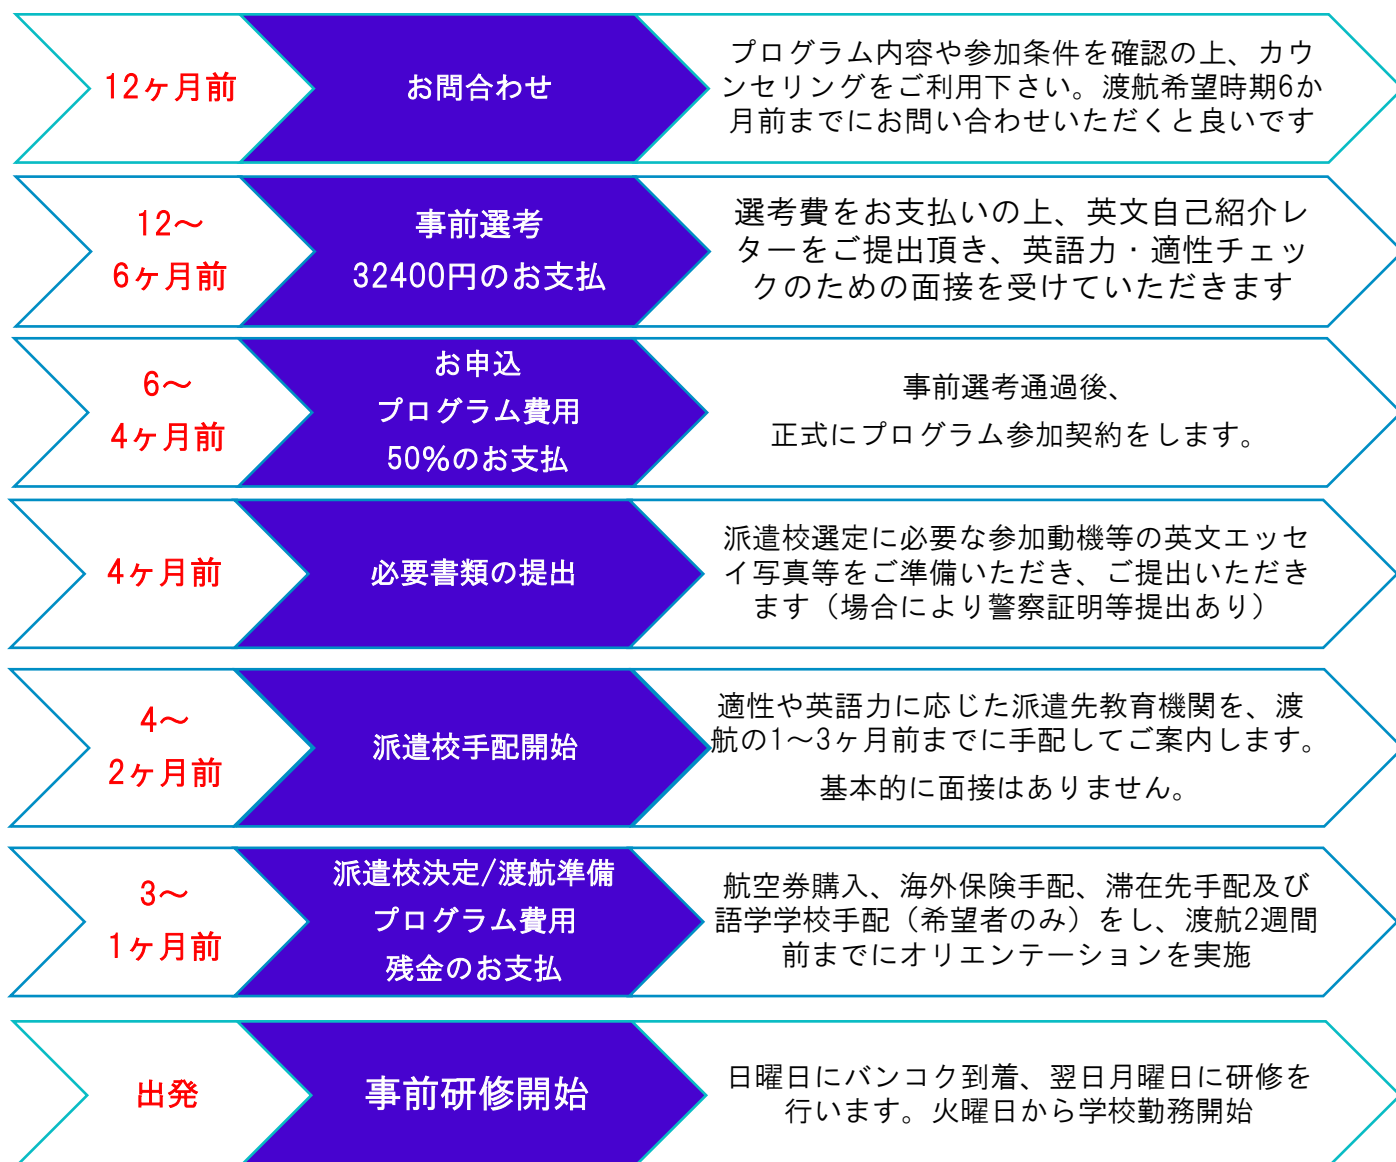 12ヶ月前
お問合わせ
プログラム内容や参加条件を確認の上、カウ
ンセリングをご利用下さい。渡航希望時期6か
月前までにお問い合わせいただくと良いです
12～
6ヶ月前
事前選考
32400円のお支払
選考費をお支払いの上、英文自己紹介レ
ターをご提出頂き、英語力・適性チェッ
クのための面接を受けていただきます
6～
4ヶ月前
お申込
プログラム費用
50%のお支払
事前選考通過後、
正式にプログラム参加契約をします。
4ヶ月前
必要書類の提出
派遣校選定に必要な参加動機等の英文エッセ
イ写真等をご準備いただき、ご提出いただき
ます（場合により警察証明等提出あり）
4～
2ヶ月前
派遣校手配開始
適性や英語力に応じた派遣先教育機関を、渡
航の1～3ヶ月前までに手配してご案内します。
基本的に面接はありません。
3～
1ヶ月前
派遣校決定/渡航準備
プログラム費用
残金のお支払
航空券購入、海外保険手配、滞在先手配及び
語学学校手配（希望者のみ）をし、渡航2週間
前までにオリエンテーションを実施
出発
事前研修開始
日曜日にバンコク到着、翌日月曜日に研修を
行います。火曜日から学校勤務開始